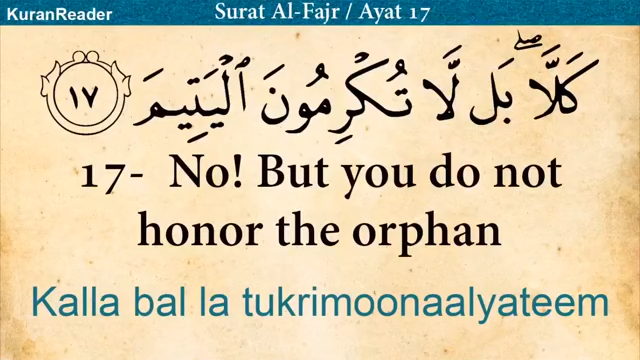 KuranReader
Surat Al-Fajr / Ayat 17
كَلَّا ۖ بَل لَّا تُكْرِمُونَ ٱلْيَتِيمَ ١٧
17- No! But you do not
honor the orphan
Kalla bal la tukrimoonaalyateem